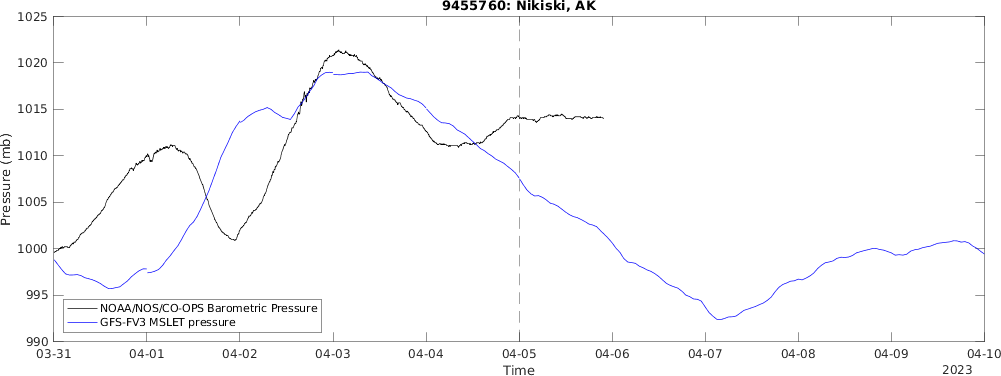 9455760: Nikiski, AK
Pressure (mb)
1025
1020
1015
1010
1005
1000
995
990
NOAA/NOS/CO-OPS Barometric Pressure
GFS-FV3 MSLET pressure
03-31 04-01 04-02 04-03 04-04 04-05 04-06 04-07 04-08 04-09 04-10
Time
2023